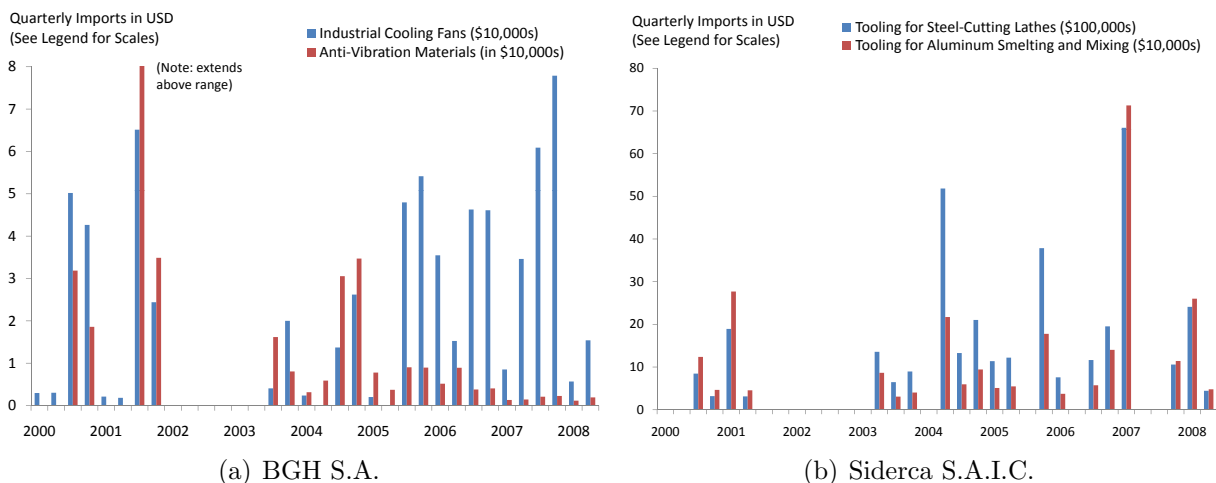 Quarterly Imports in USD
(See Legend for Scales)
Industrial Cooling Fans ($10,000s)
Anti-Vibration Materials (in $10,000s)
(Note: extends
above range)
8
7
6
5
4
3
2
1
0
2000 2001 2002 2003 2004 2005 2006 2007 2008
(a) BGH S.A.
Quarterly Imports in USD
(See Legend for Scales)
Tooling for Steel-Cutting Lathes ($100,000s)
Tooling for Aluminum Smelting and Mixing ($10,000s)
80
70
60
50
40
30
20
10
0
2000 2001 2002 2003 2004 2005 2006 2007 2008
(b) Siderca S.A.I.C.